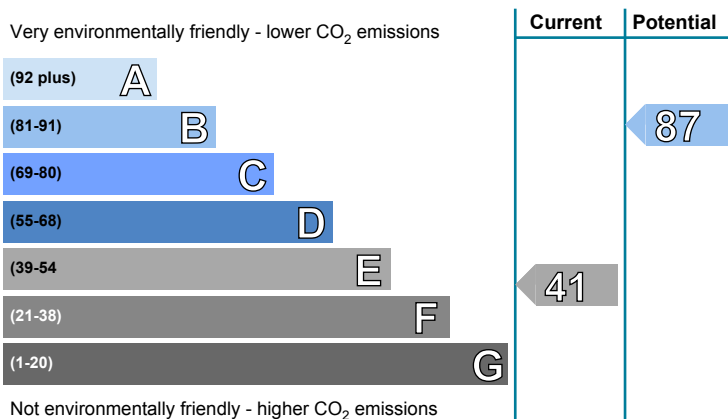 Current Potential
Very environmentally friendly - lower CO2 emissions
(92 plus) A
(81-91) B
87
(69-80) C
(55-68) D
(39-54 E
41
(21-38) F
(1-20) G
Not environmentally friendly - higher CO2 emissions